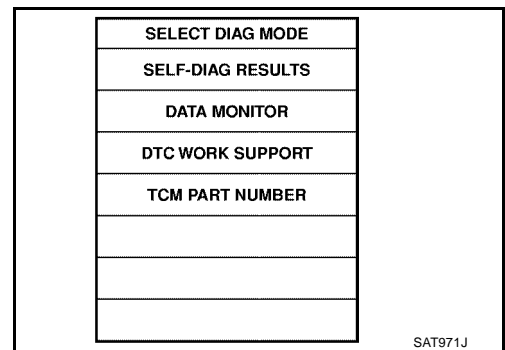 SELECT DIAG MODE
SELF-DIAG RESULTS
DATA MONITOR
DTC WORK SUPPORT
TCM PART NUMBER
SAT971J